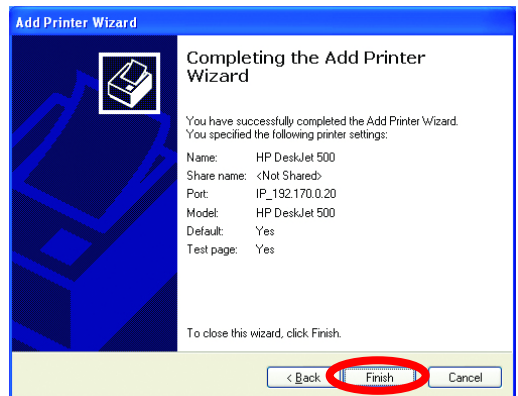 Add Printer Wizard
Completing the Add Printer
Wizard
You have successfully completed the Add Printer Wizard.
You specified the following printer settings:
Name: HP DeskJet 500
Share name: <Not Shared>
Port: IP_192.170.0.20
Model: HP DeskJet 500
Default: Yes
Test page: Yes
To close this wizard, click Finish.
< Back Finish Cancel